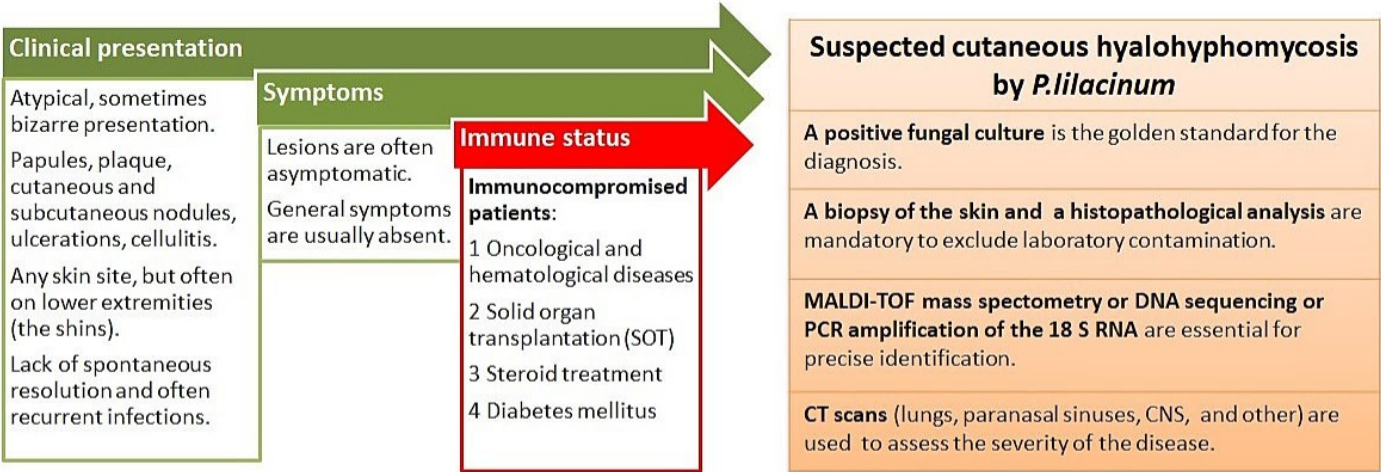 Clinical presentation
Atypical, sometimes
bizarre presentation.
Papules, plaque,
cutaneous and
subcutaneous nodules,
ulcerations, cellulitis.
Any skin site, but often
on lower extremities
(the shins).
Lack of spontaneous
resolution and often
recurrent infections.
Symptoms
Lesions are often
asymptomatic.
General symptoms
are usually absent.
Immune status
Immunocompromised
patients:
1 Oncological and
hematological diseases
2 Solid organ
transplantation (SOT)
3 Steroid treatment
4 Diabetes mellitus
Suspected cutaneous hyalohyphomycosis
by P.lilacinum
A positive fungal culture is the golden standard for the
diagnosis.
A biopsy of the skin and a histopathological analysis are
mandatory to exclude laboratory contamination.
MALDI-TOF mass spectometry or DNA sequencing or
PCR amplification of the 18 S RNA are essential for
precise identification.
CT scans (lungs, paranasal sinuses, CNS, and other) are
used to assess the severity of the disease.